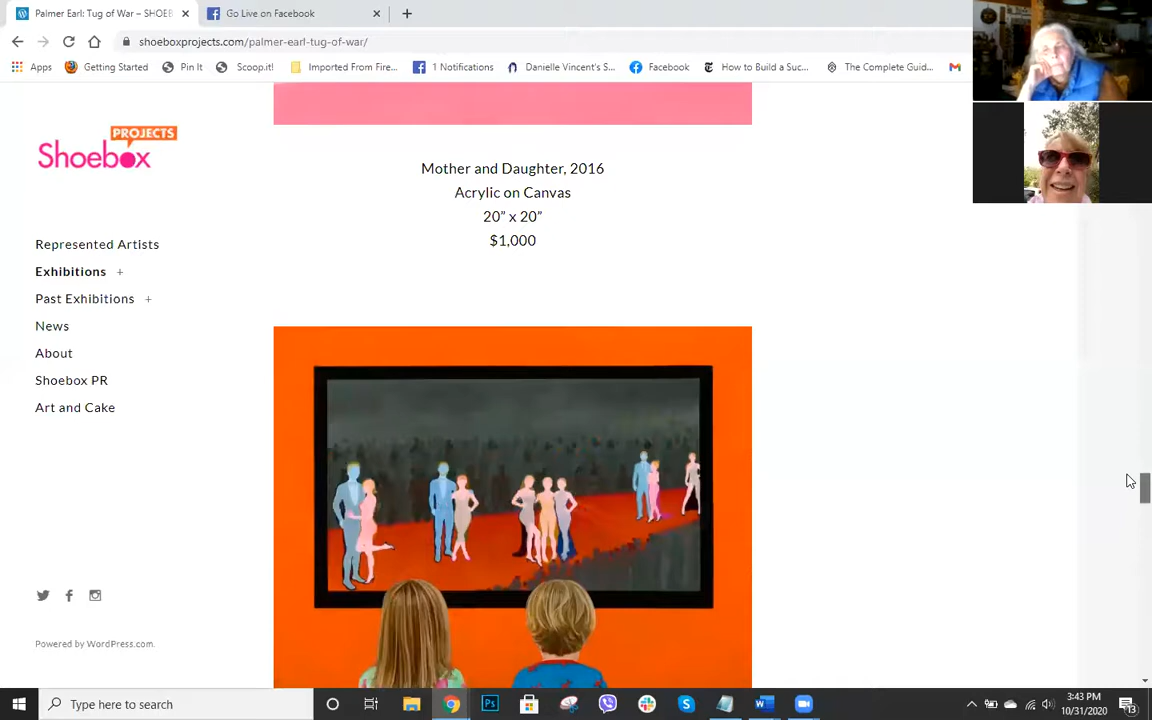 Palmer Earl: Tug of War – SHOEB
Go Live on Facebook
shoeboxprojects.com/palmer-earl-tug-of-war/
Apps
Getting Started
Pin It
Scoop.it!
Imported From Fire...
1 Notifications
Danielle Vincent's S...
Facebook
How to Build a Suc...
The Complete Guid...
PROJECTS
Shoebox
Represented Artists
Exhibitions +
Past Exhibitions +
News
About
Shoebox PR
Art and Cake
Powered by WordPress.com.
Mother and Daughter, 2016
Acrylic on Canvas
20” x 20”
$1,000
Type here to search
Ps
3:43 PM
10/31/2020
13